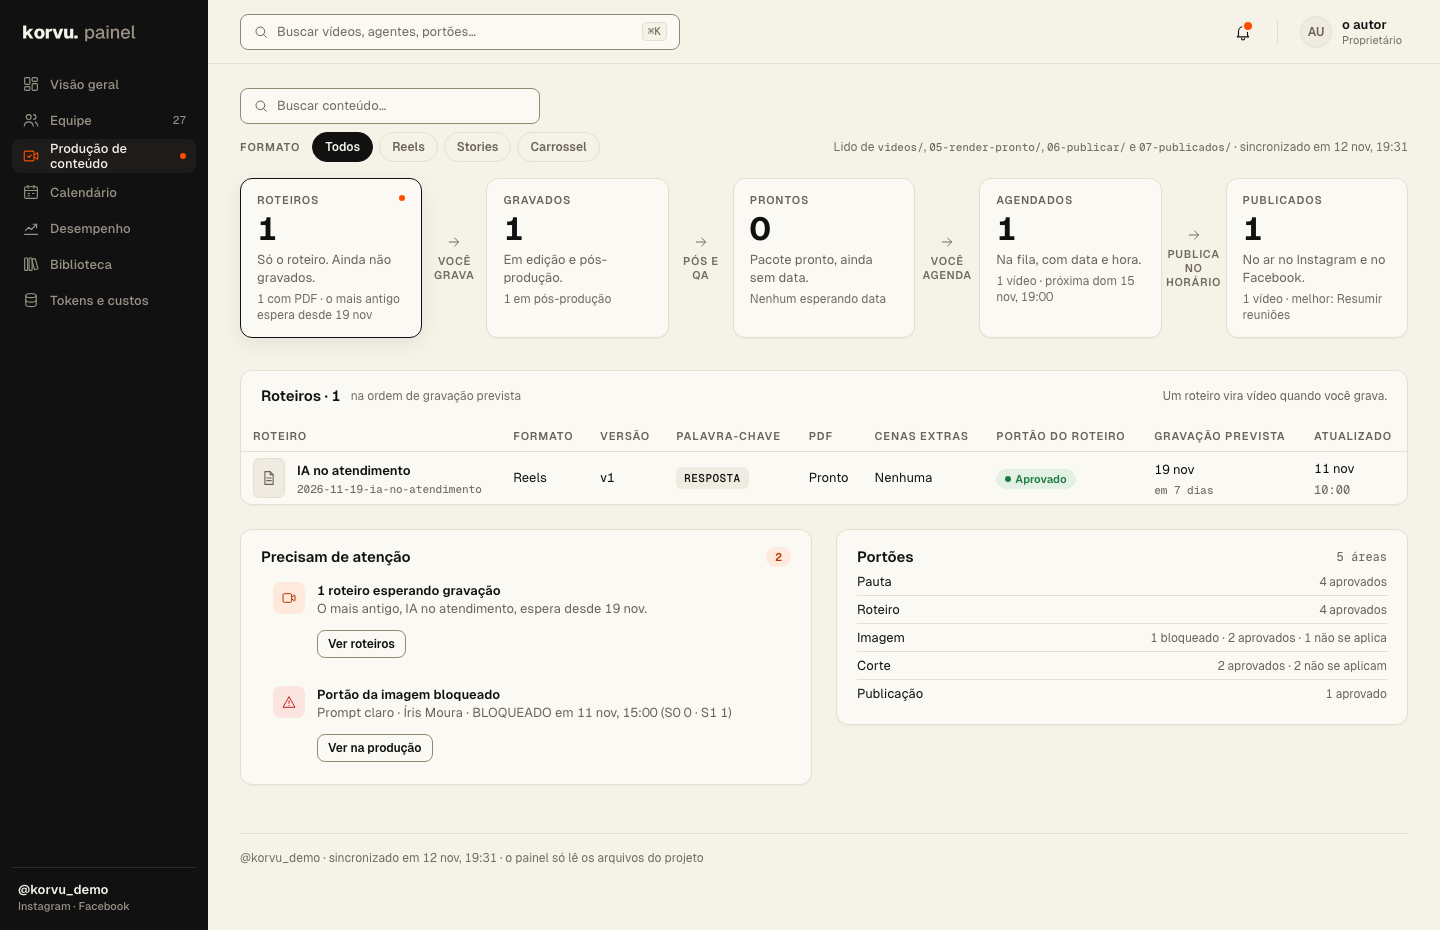 korvu. painel
Visão geral
Equipe 27
Produção de
conteúdo
Calendário
Desempenho
Biblioteca
Tokens e custos
@korvu_demo
Instagram · Facebook
Buscar vídeos, agentes, portões… ⌘K
AU
o autor
Proprietário
Buscar conteúdo…
FORMATO Todos Reels Stories Carrossel
Lido de videos/, 05-render-pronto/, 06-publicar/ e 07-publicados/ · sincronizado em 12 nov, 19:31
ROTEIROS
1
Só o roteiro. Ainda não
gravados.
1 com PDF · o mais antigo
espera desde 19 nov
→
VOCÊ
GRAVA
GRAVADOS
1
Em edição e pós-
produção.
1 em pós-produção
→
PÓS E
QA
PRONTOS
0
Pacote pronto, ainda
sem data.
Nenhum esperando data
→
VOCÊ
AGENDA
AGENDADOS
1
Na fila, com data e hora.
1 vídeo · próxima dom 15
nov, 19:00
→
PUBLICA
NO
HORÁRIO
PUBLICADOS
1
No ar no Instagram e no
Facebook.
1 vídeo · melhor: Resumir
reuniões
Roteiros · 1 na ordem de gravação prevista
Um roteiro vira vídeo quando você grava.
ROTEIRO FORMATO VERSÃO PALAVRA-CHAVE PDF CENAS EXTRAS PORTÃO DO ROTEIRO GRAVAÇÃO PREVISTA ATUALIZADO
IA no atendimento Reels v1 RESPOSTA Pronto Nenhuma Aprovado 19 nov 11 nov
2026-11-19-ia-no-atendimento em 7 dias 10:00
Precisam de atenção 2
1 roteiro esperando gravação
O mais antigo, IA no atendimento, espera desde 19 nov.
Ver roteiros
Portão da imagem bloqueado
Prompt claro · Íris Moura · BLOQUEADO em 11 nov, 15:00 (S0 0 · S1 1)
Ver na produção
Portões 5 áreas
Pauta 4 aprovados
Roteiro 4 aprovados
Imagem 1 bloqueado · 2 aprovados · 1 não se aplica
Corte 2 aprovados · 2 não se aplicam
Publicação 1 aprovado
@korvu_demo · sincronizado em 12 nov, 19:31 · o painel só lê os arquivos do projeto